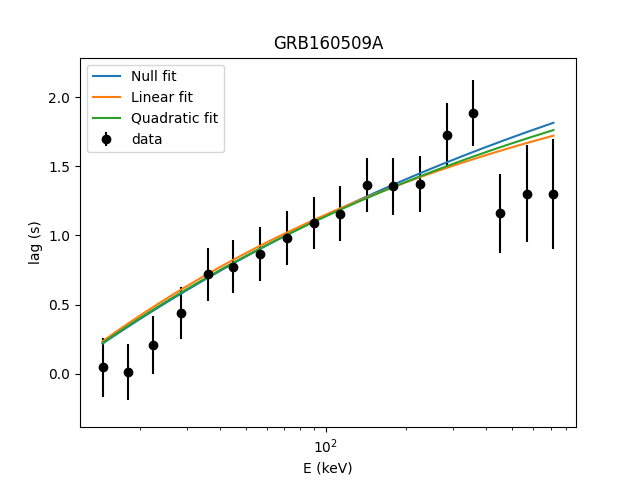 GRB160509A
Null fit
Linear fit
Quadratic fit
data
2.0
1.5
1.0
0.5
0.0
lag (s)
10²
E (keV)